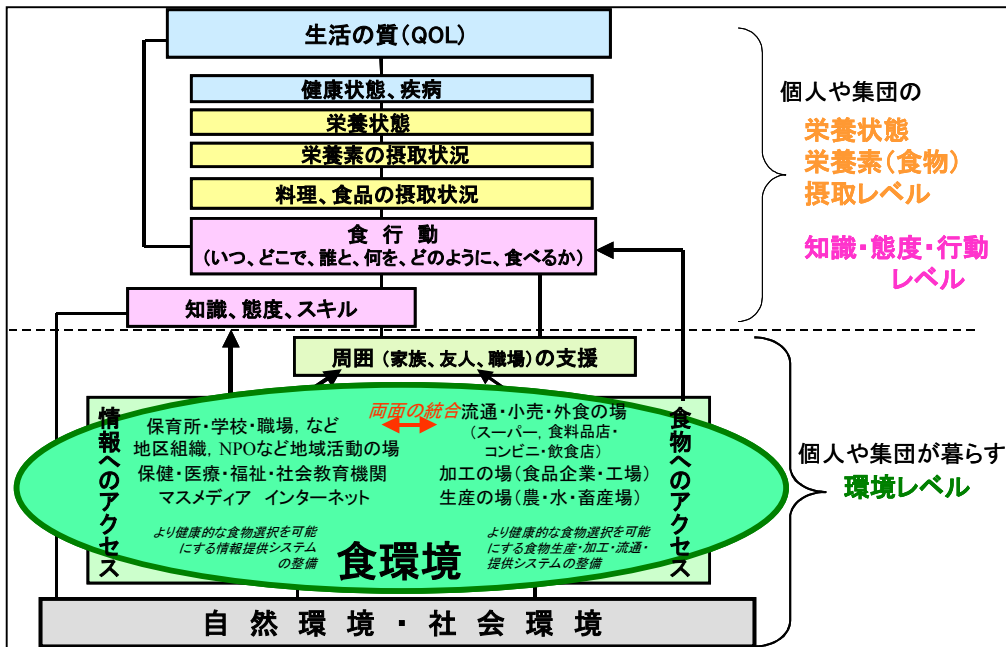 生活の質(QOL)
健康状態、疾病
栄養状態
栄養素の摂取状況
料理、食品の摂取状況
食 行 動
(いつ、どこで、誰と、何を、どのように、食べるか)
知識、態度、スキル
個人や集団の
栄養状態
栄養素(食物)
摂取レベル
知識・態度・行動
レベル
周囲(家族、友人、職場)の支援
情報へのアクセス
保育所・学校・職場, など
地区組織, NPOなど地域活動の場
保健・医療・福祉・社会教育機関
マスメディア インターネット
より健康的な食物選択を可能
にする情報提供システム
の整備
両面の統合
流通・小売・外食の場
(スーパー, 食料品店・
コンビニ・飲食店)
加工の場(食品企業・工場)
生産の場(農・水・畜産場)
より健康的な食物選択を可能
にする食物生産・加工・流通・
提供システムの整備
食物へのアクセス
食環境
個人や集団が暮らす
環境レベル
自 然 環 境 ・ 社 会 環 境